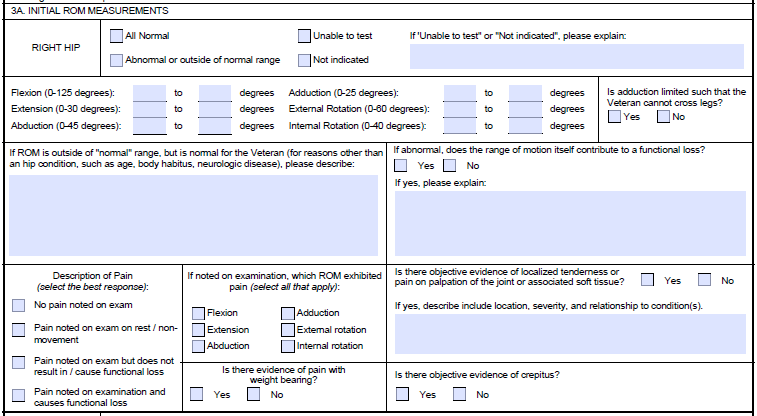 3A. INITIAL ROM MEASUREMENTS
RIGHT HIP
All Normal
Unable to test
Abnormal or outside of normal range
Not indicated
If "Unable to test" or "Not indicated", please explain:
Flexion (0-125 degrees): to degrees
Extension (0-30 degrees): to degrees
Abduction (0-45 degrees): to degrees
Adduction (0-25 degrees): to degrees
External Rotation (0-60 degrees): to degrees
Internal Rotation (0-40 degrees): to degrees
Is adduction limited such that the
Veteran cannot cross legs?
Yes No
If ROM is outside of "normal" range, but is normal for the Veteran (for reasons other than
an hip condition, such as age, body habitus, neurologic disease), please describe:
If abnormal, does the range of motion itself contribute to a functional loss?
Yes No
If yes, please explain:
Description of Pain
(select the best response):
No pain noted on exam
Pain noted on exam on rest / non-
movement
Pain noted on exam but does not
result in / cause functional loss
Pain noted on examination and
causes functional loss
If noted on examination, which ROM exhibited
pain (select all that apply):
Flexion Adduction
Extension External rotation
Abduction Internal rotation
Is there evidence of pain with
weight bearing?
Yes No
Is there objective evidence of localized tenderness or
pain on palpation of the joint or associated soft tissue? Yes No
If yes, describe include location, severity, and relationship to condition(s).
Is there objective evidence of crepitus?
Yes No